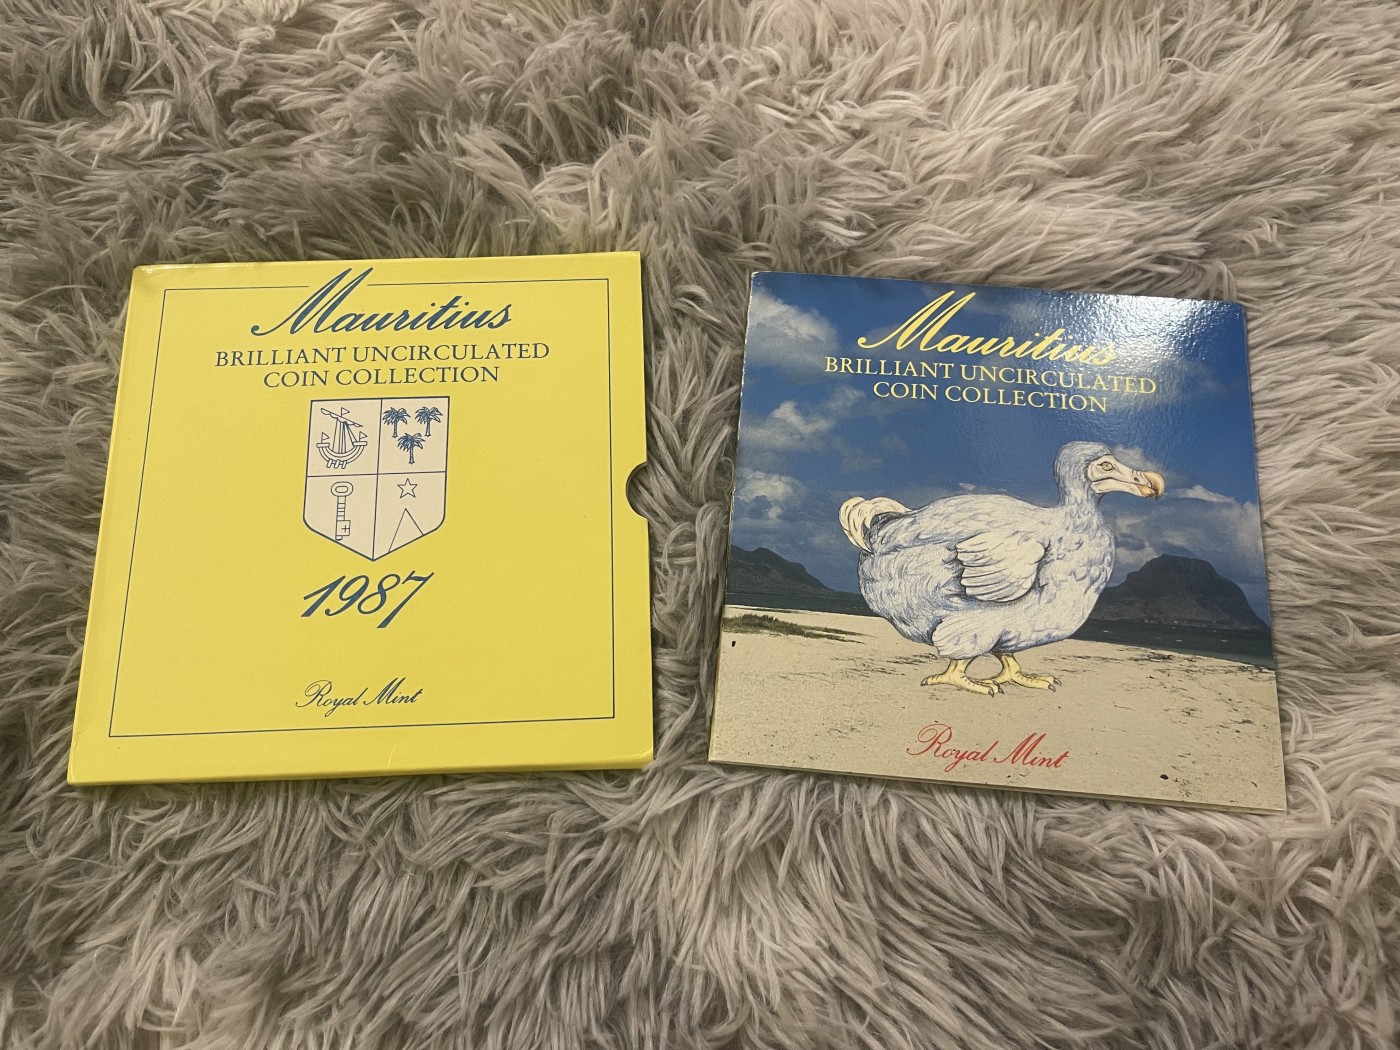 Mauritius
BRILLIANT UNCIRCULATED
COIN COLLECTION
1987
Royal Mint
Mauritius
BRILLIANT UNCIRCULATED
COIN COLLECTION
Royal Mint